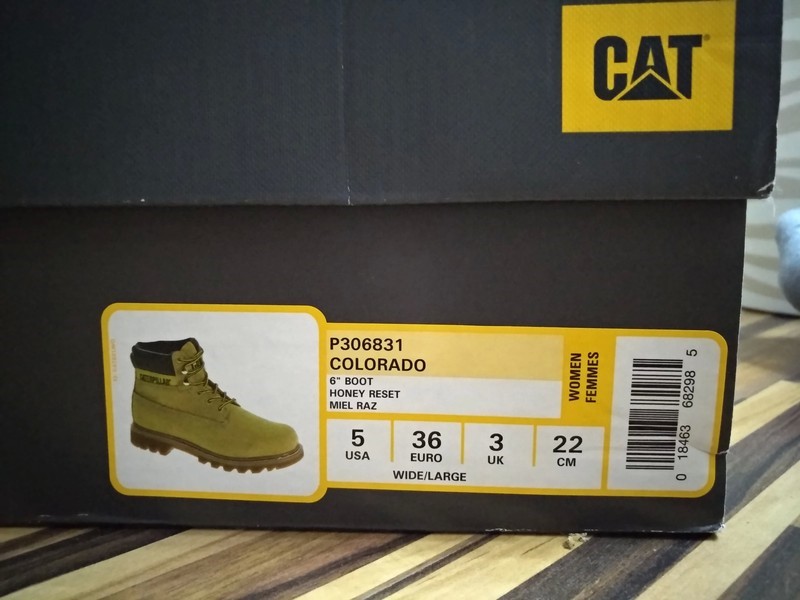 CAT®
CATERPILLAR
P306831
COLORADO
6" BOOT
HONEY RESET
MIEL RAZ
WOMEN
FEMMES
5
USA
36
EURO
3
UK
22
CM
WIDE/LARGE
0 18463 68298 5